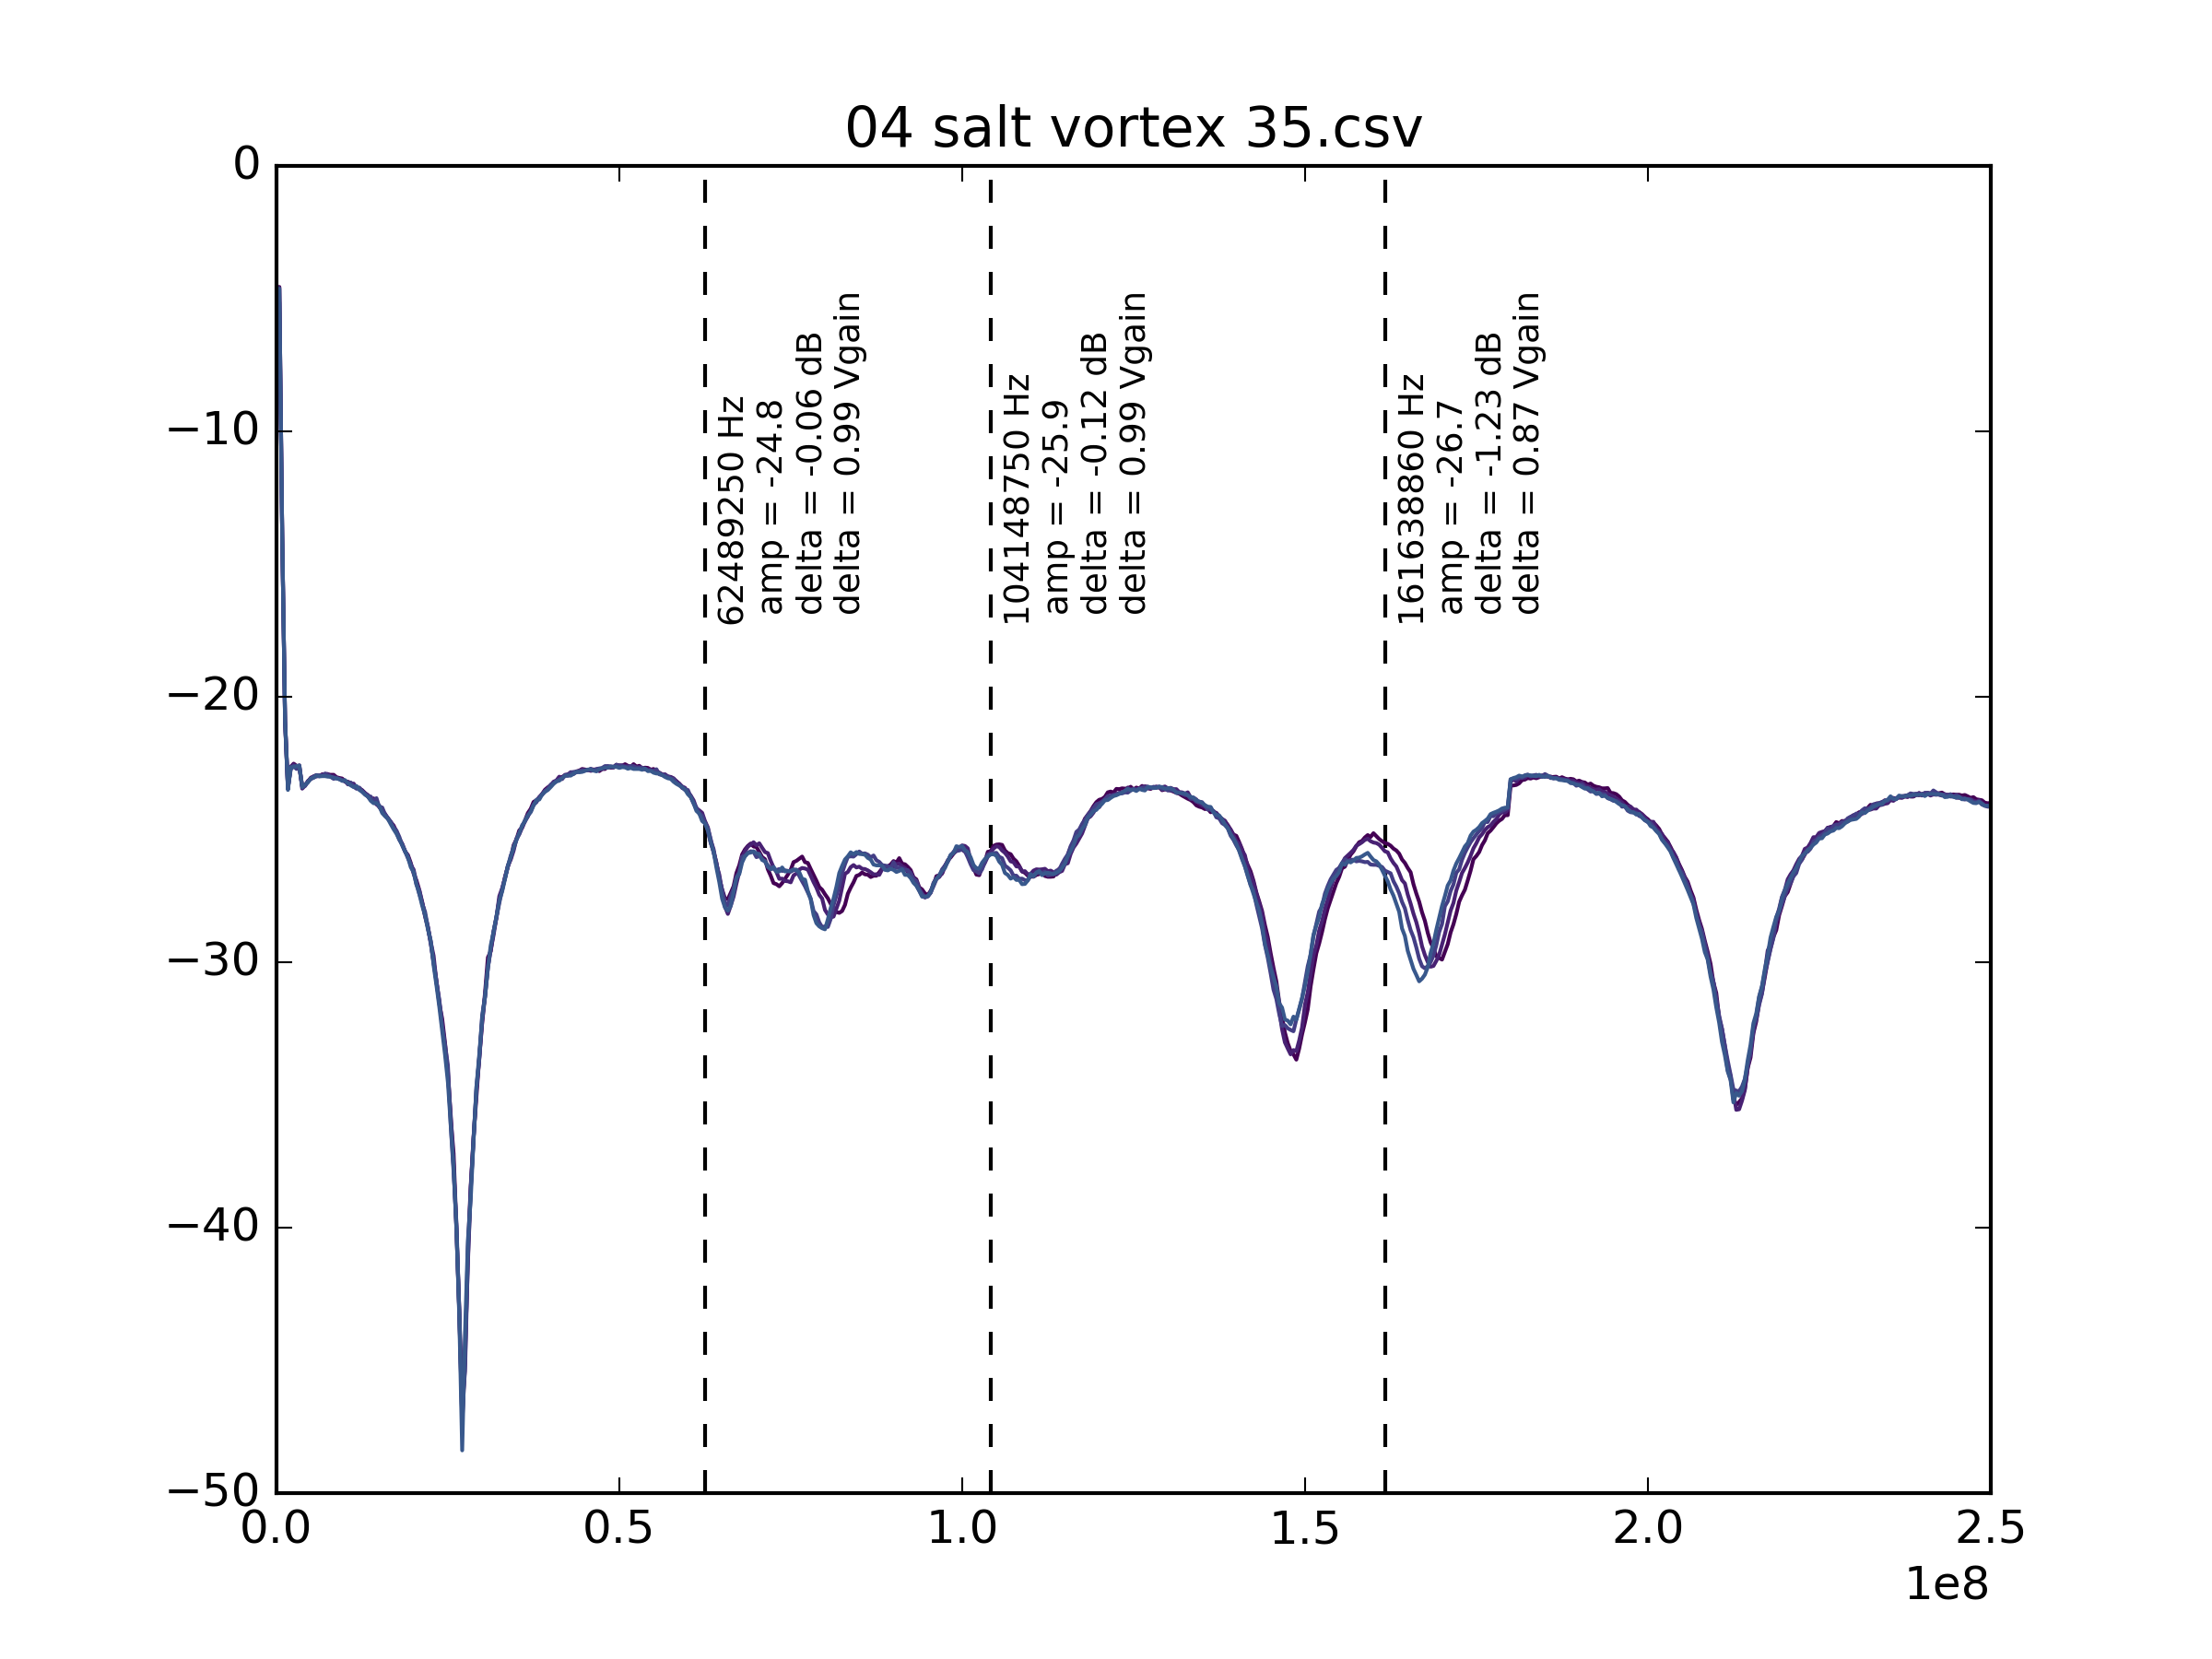 04 salt vortex 35.csv
0
−10
−20
−30
−40
−50
62489250 Hz
amp = -24.8
delta = -0.06 dB
delta = 0.99 Vgain
104148750 Hz
amp = -25.9
delta = -0.12 dB
delta = 0.99 Vgain
161638860 Hz
amp = -26.7
delta = -1.23 dB
delta = 0.87 Vgain
0.0 0.5 1.0 1.5 2.0 2.5
1e8